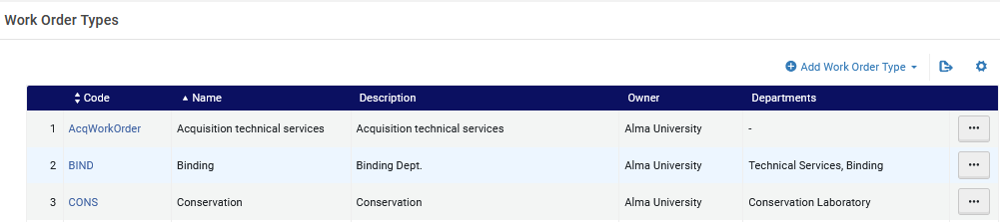 Work Order Types
Add Work Order Type
Code Name Description Owner Departments
1 AcqWorkOrder Acquisition technical services Acquisition technical services Alma University -
2 BIND Binding Binding Dept. Alma University Technical Services, Binding
3 CONS Conservation Conservation Alma University Conservation Laboratory